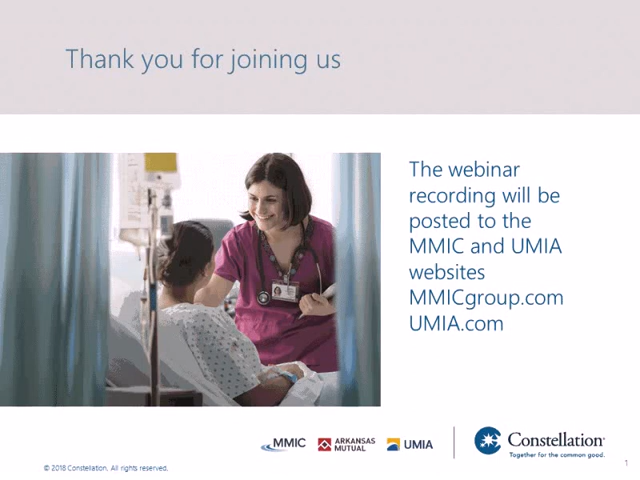 Thank you for joining us
The webinar
recording will be
posted to the
MMIC and UMIA
websites
MMICgroup.com
UMIA.com
MMIC
ARKANSAS
MUTUAL
UMIA
Constellation
Together for the common good.
© 2018 Constellation. All rights reserved.
1